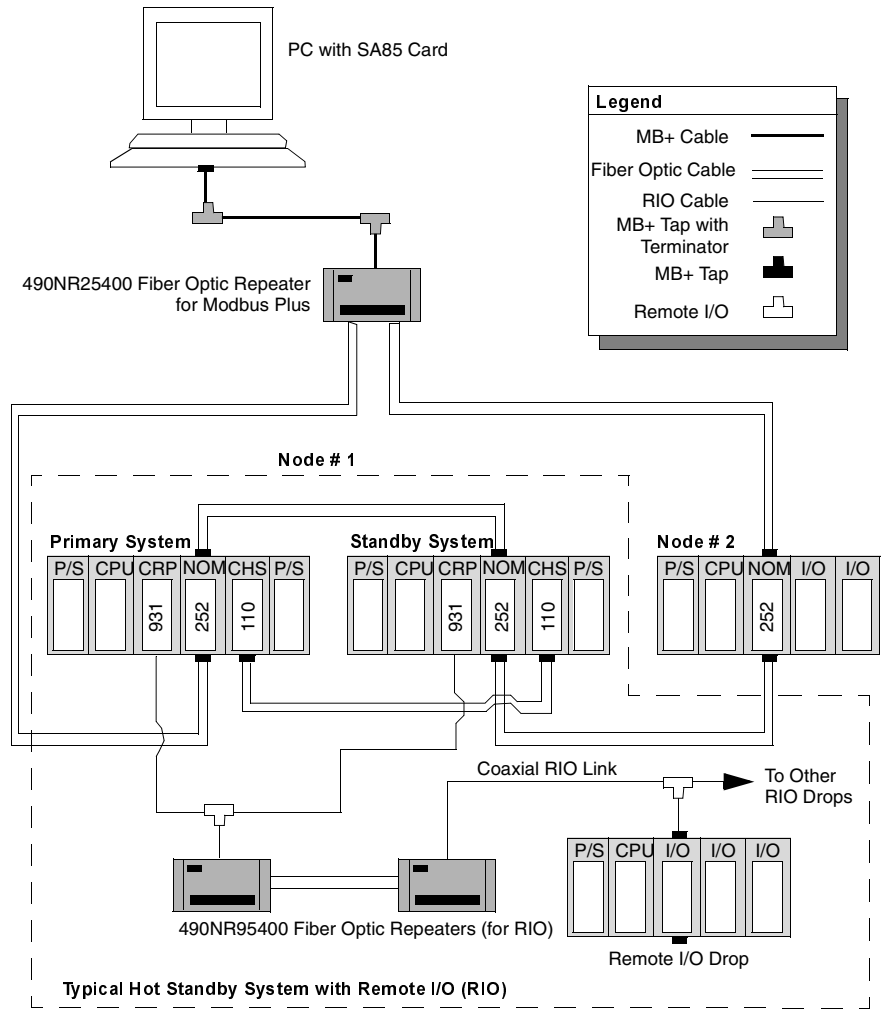 PC with SA85 Card
Legend
MB+ Cable
Fiber Optic Cable
RIO Cable
MB+ Tap with
Terminator
MB+ Tap
Remote I/O
490NR25400 Fiber Optic Repeater
for Modbus Plus
Node # 1
Primary System
P/S CPU CRP NOM CHS P/S
931 252 110
Standby System
P/S CPU CRP NOM CHS P/S
931 252 110
Node # 2
P/S CPU NOM I/O I/O
252
Coaxial RIO Link
To Other
RIO Drops
P/S CPU I/O I/O I/O
490NR95400 Fiber Optic Repeaters (for RIO)
Remote I/O Drop
Typical Hot Standby System with Remote I/O (RIO)